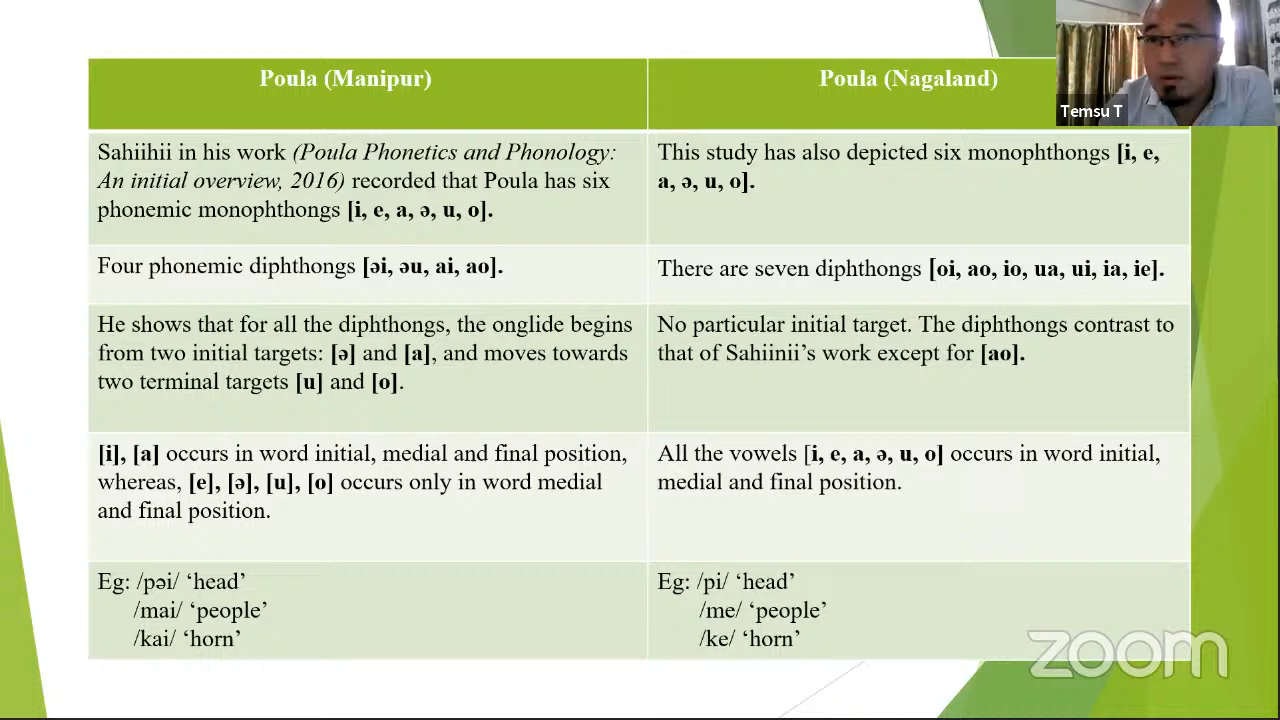 Poula (Manipur)
Poula (Nagaland)
Temsu T
Sahiihii in his work (Poula Phonetics and Phonology:
An initial overview, 2016) recorded that Poula has six
phonemic monophthongs [i, e, a, ə, u, o].
This study has also depicted six monophthongs [i, e,
a, ə, u, o].
Four phonemic diphthongs [əi, əu, ai, ao].
There are seven diphthongs [oi, ao, io, ua, ui, ia, ie].
He shows that for all the diphthongs, the onglide begins
from two initial targets: [ə] and [a], and moves towards
two terminal targets [u] and [o].
No particular initial target. The diphthongs contrast to
that of Sahiinii’s work except for [ao].
[i], [a] occurs in word initial, medial and final position,
whereas, [e], [ə], [u], [o] occurs only in word medial
and final position.
All the vowels [i, e, a, ə, u, o] occurs in word initial,
medial and final position.
Eg: /pəi/ ‘head’
/mai/ ‘people’
/kai/ ‘horn’
Eg: /pi/ ‘head’
/me/ ‘people’
/ke/ ‘horn’
zoom